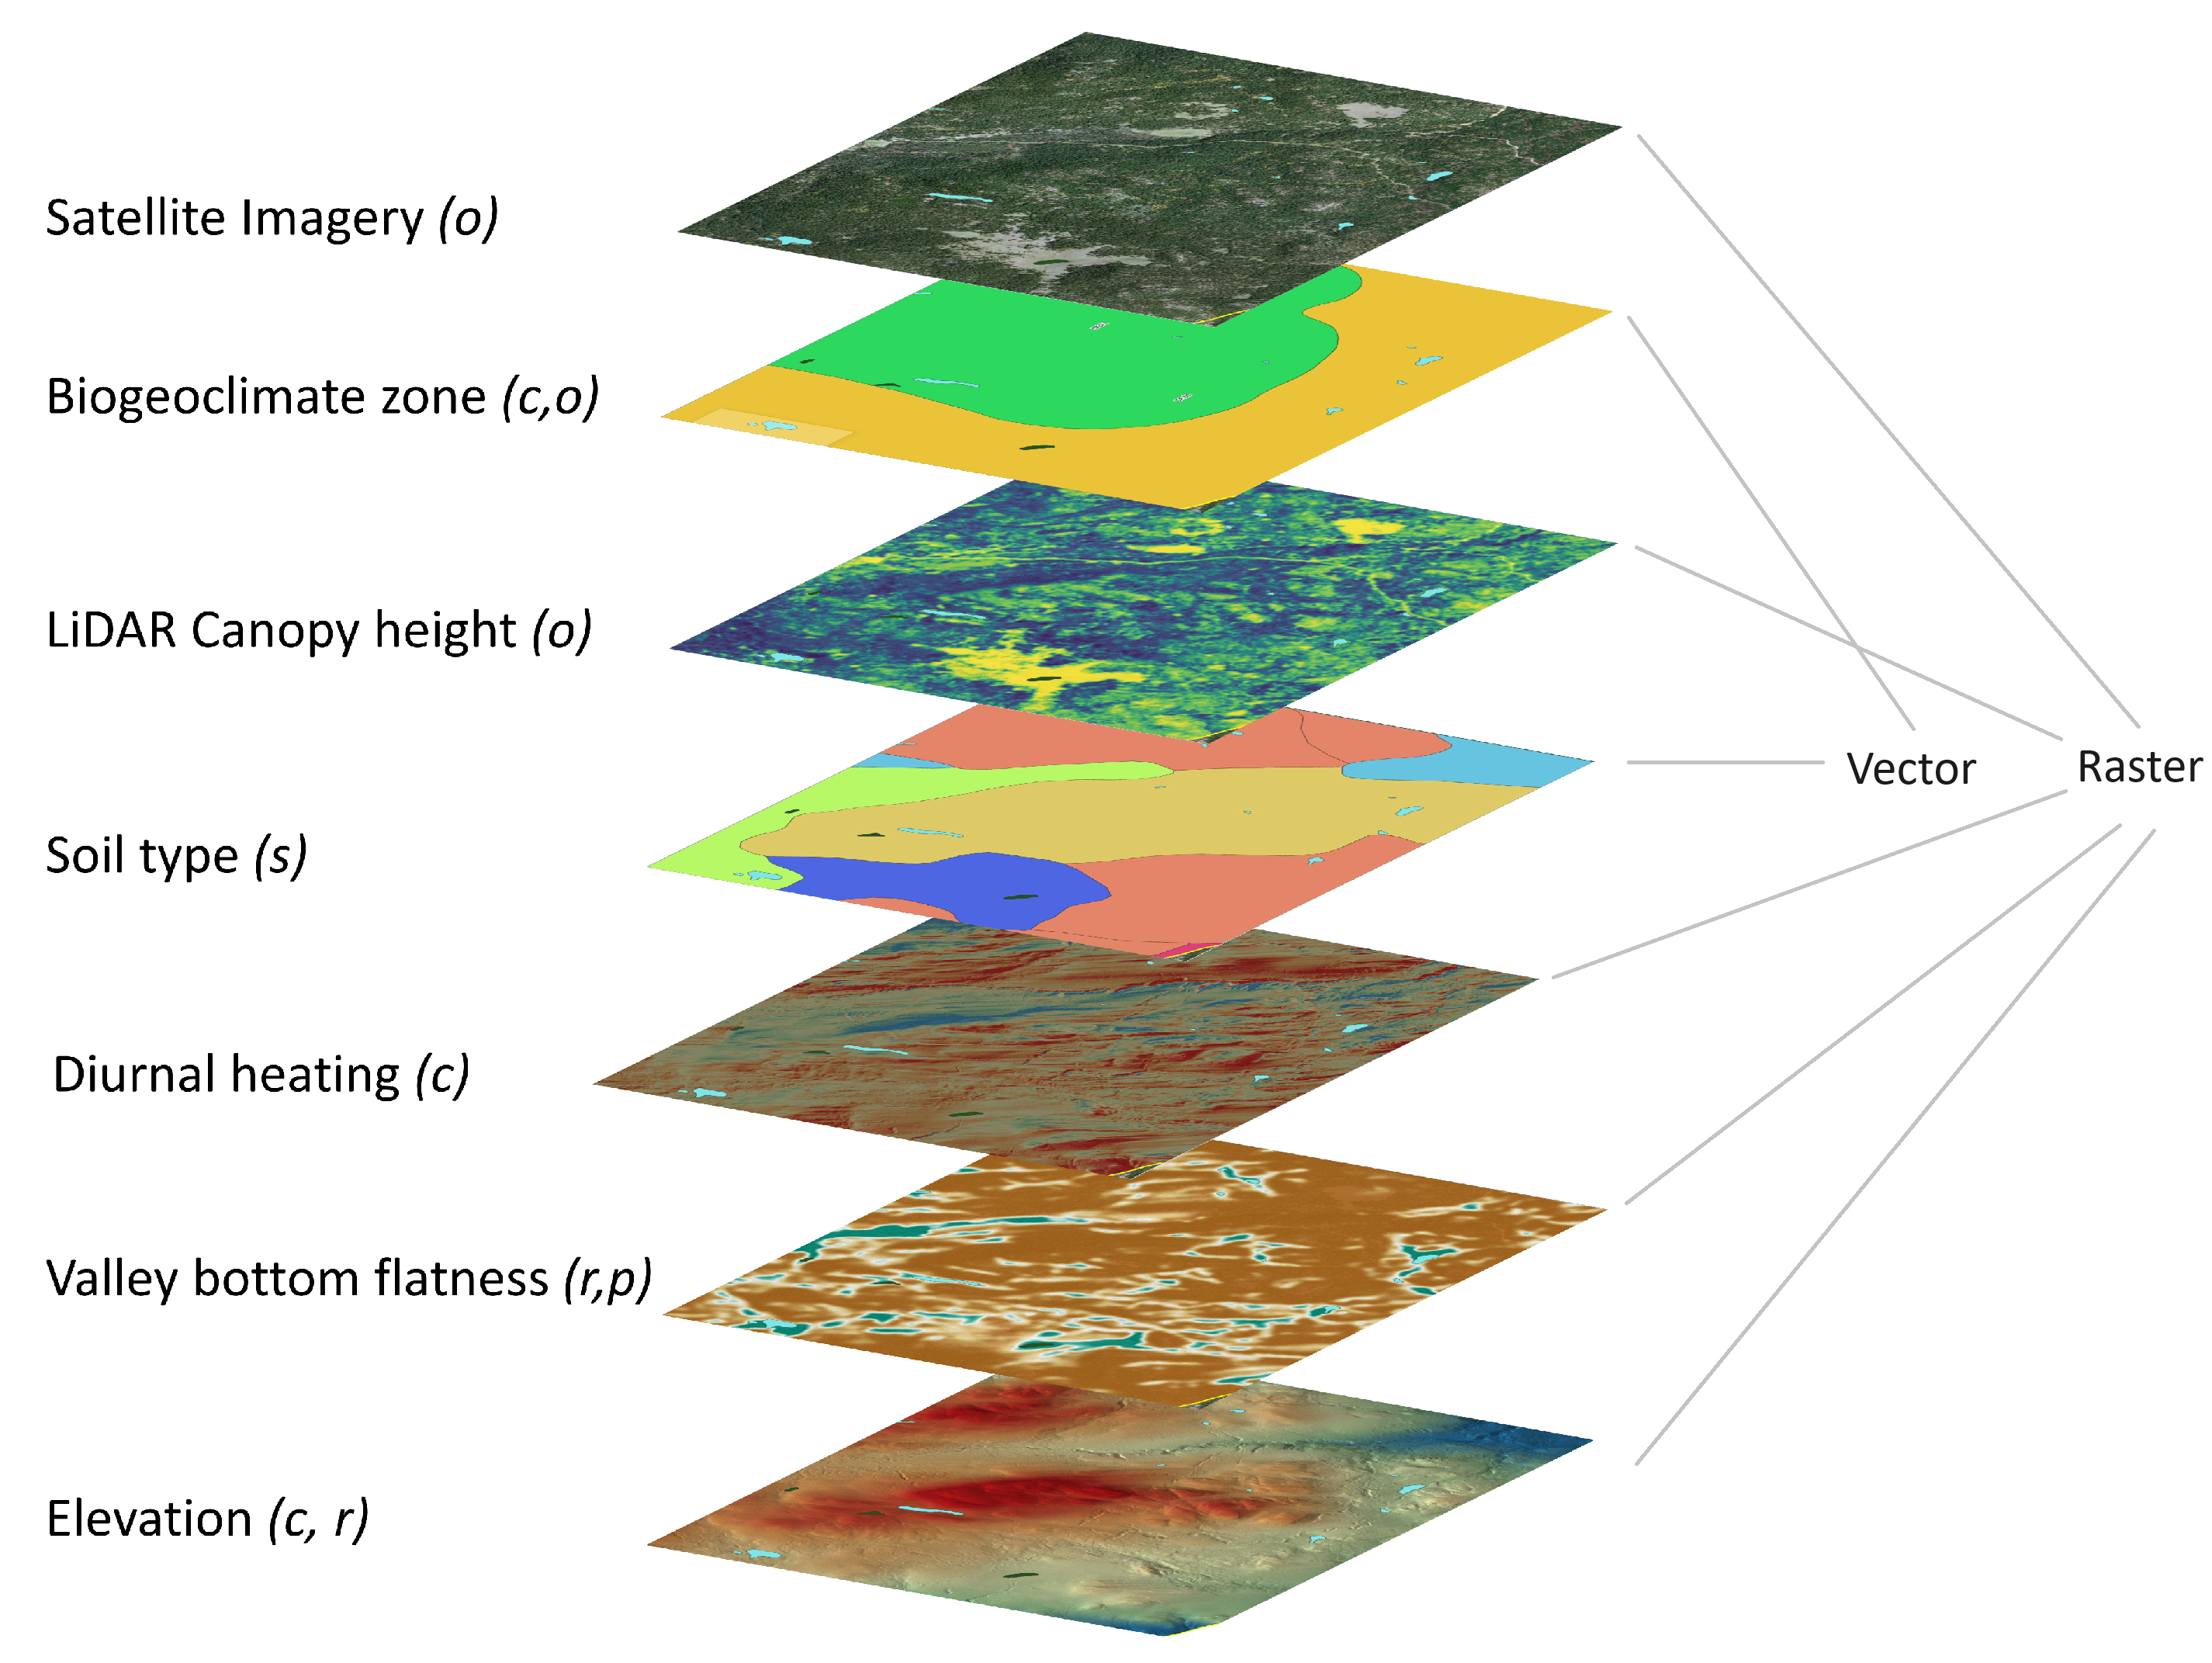 Satellite Imagery (o)
Biogeoclimate zone (c,o)
LiDAR Canopy height (o)
Vector
Raster
Soil type (s)
Diurnal heating (c)
Valley bottom flatness (r,p)
Elevation (c, r)